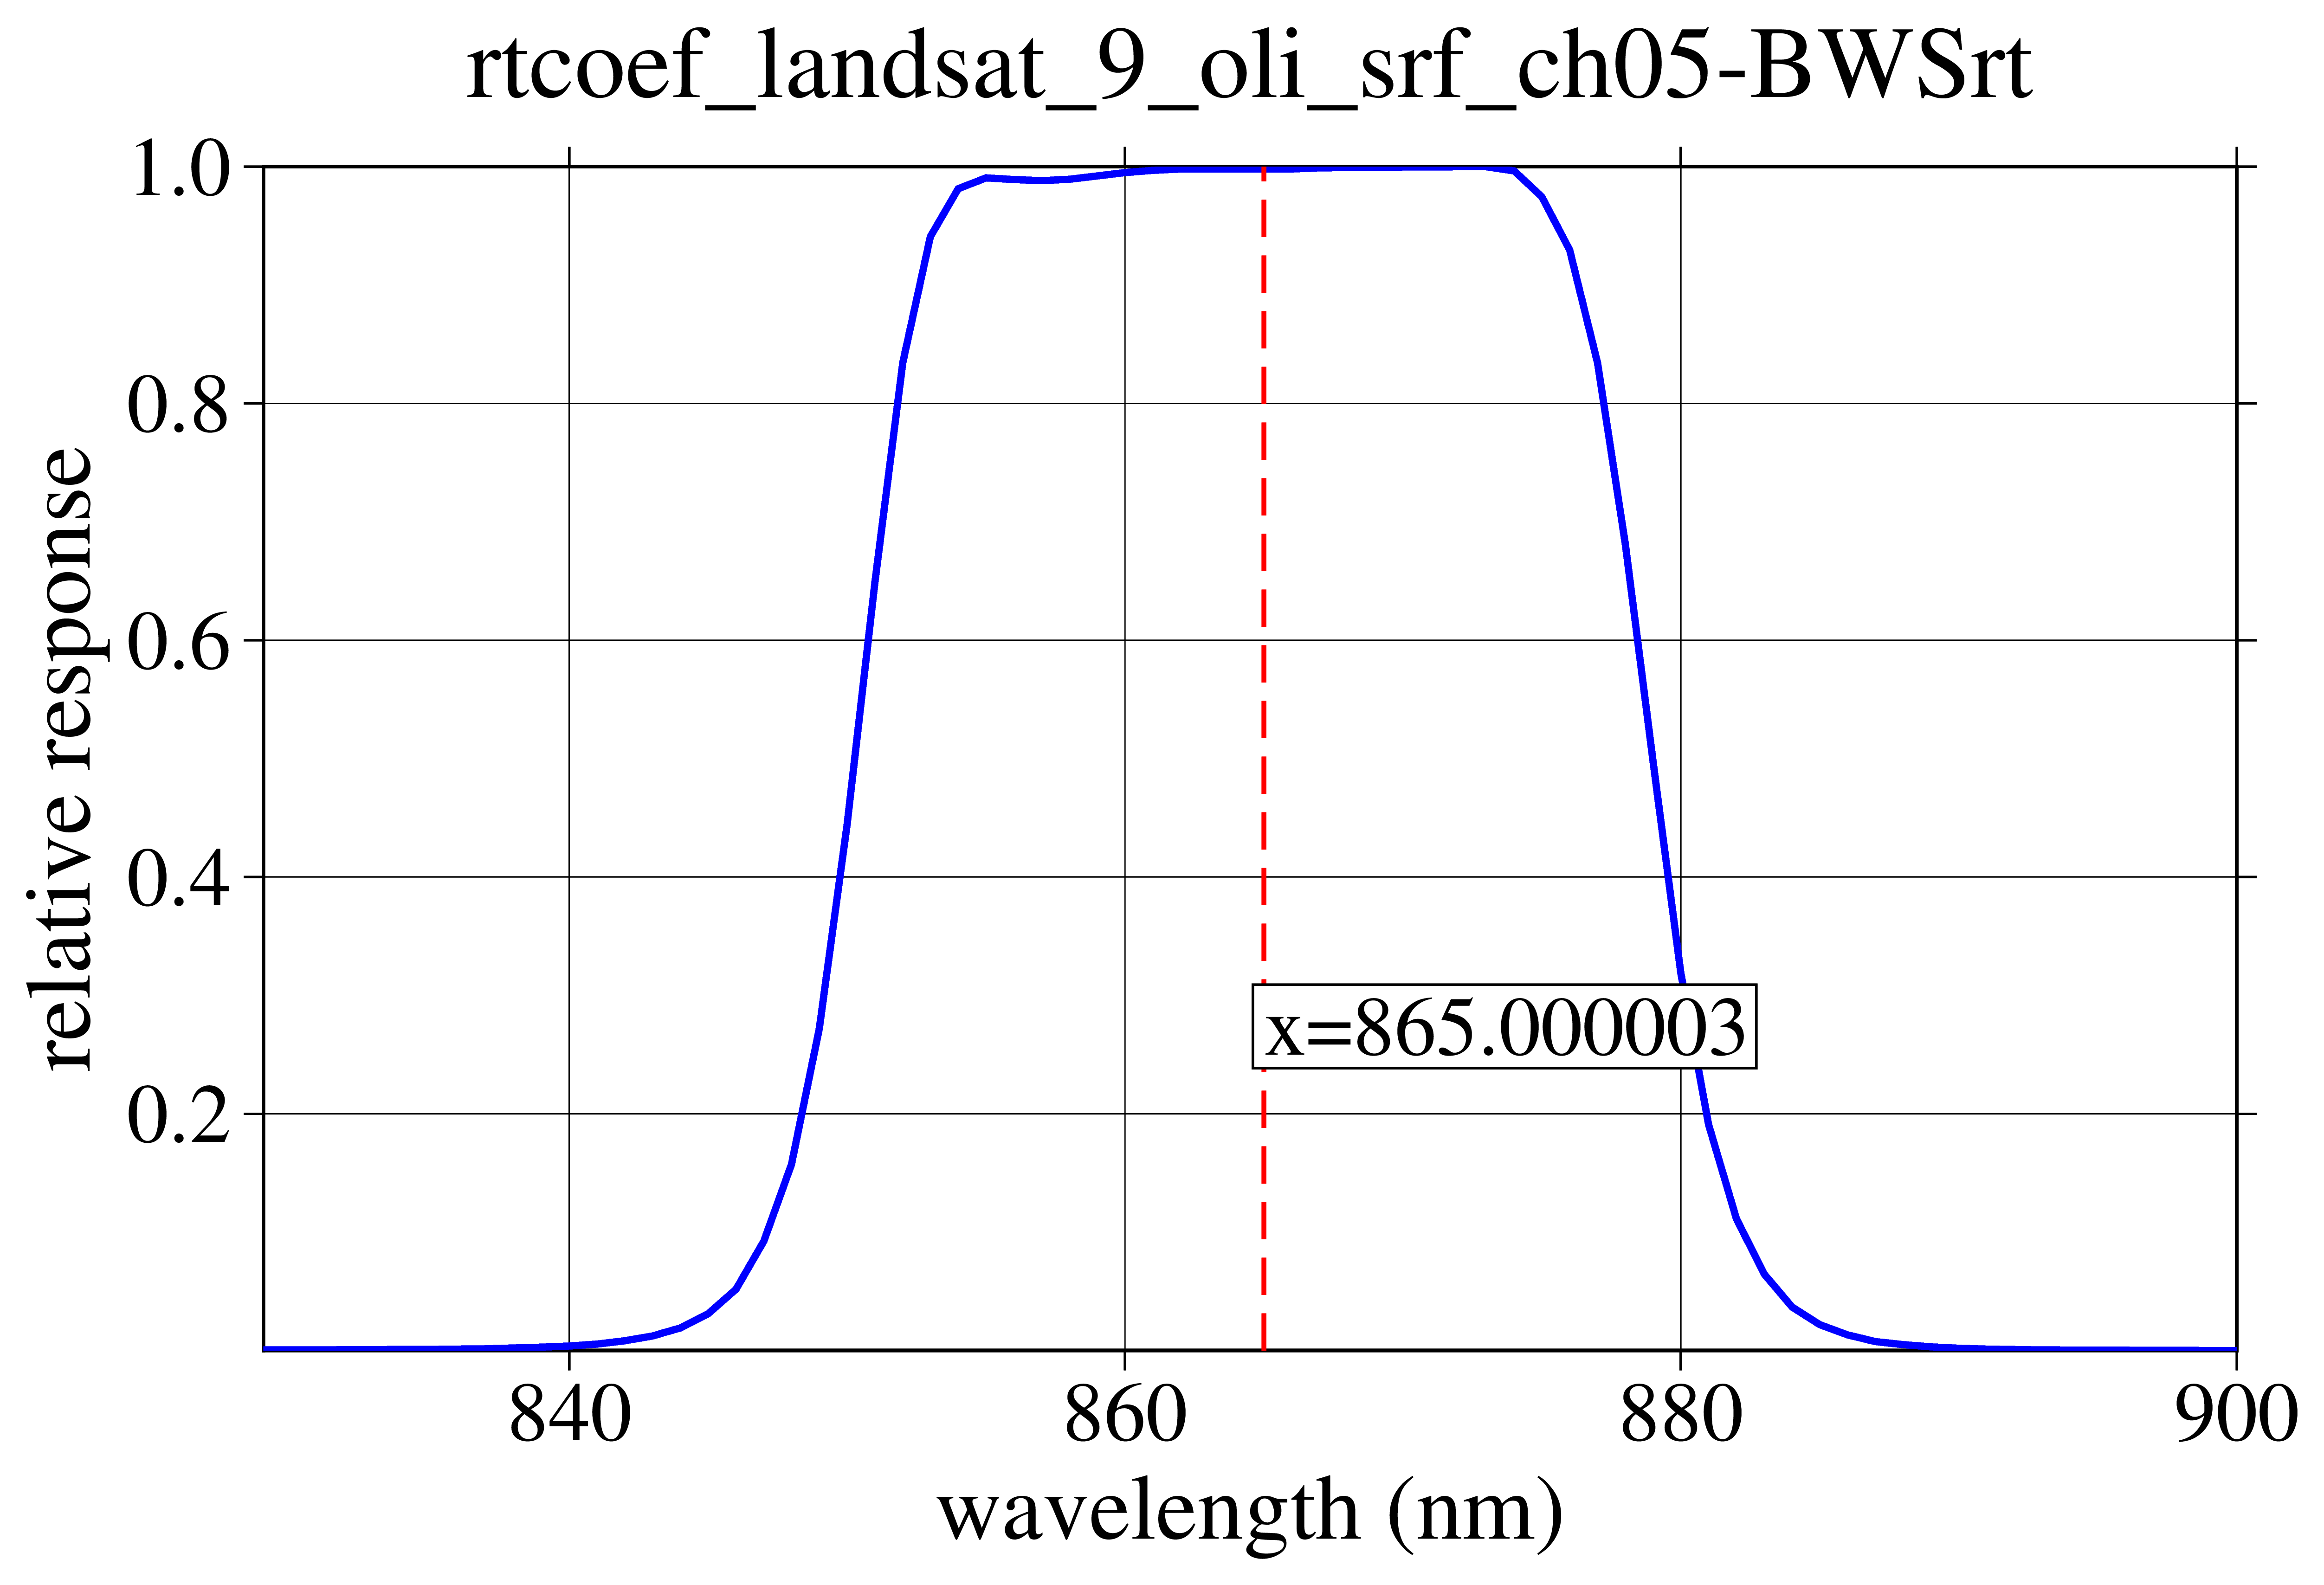 rtcoef_landsat_9_oli_srf_ch05-BWSrt
1.0
0.8
0.6
0.4
0.2
relative response
x=865.000003
840 860 880 900
wavelength (nm)